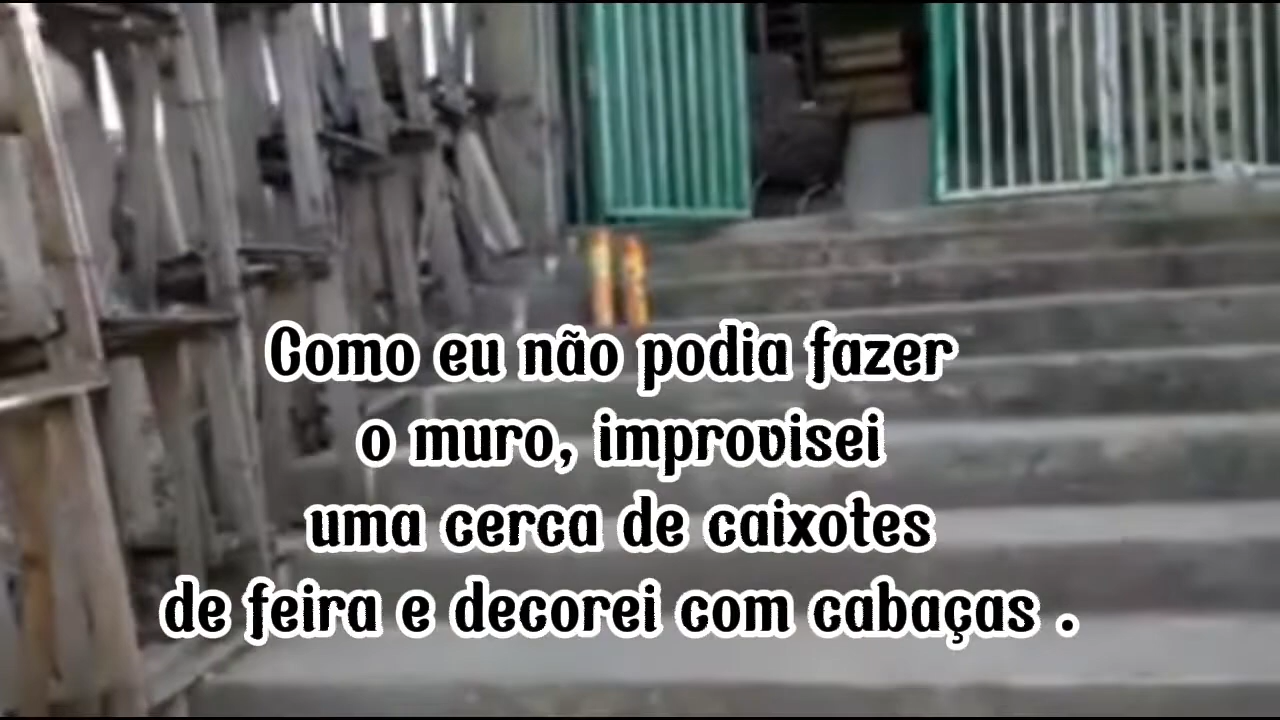 Como eu não podia fazer
o muro, improvisei
uma cerca de caixotes
de feira e decorei com cabaças .